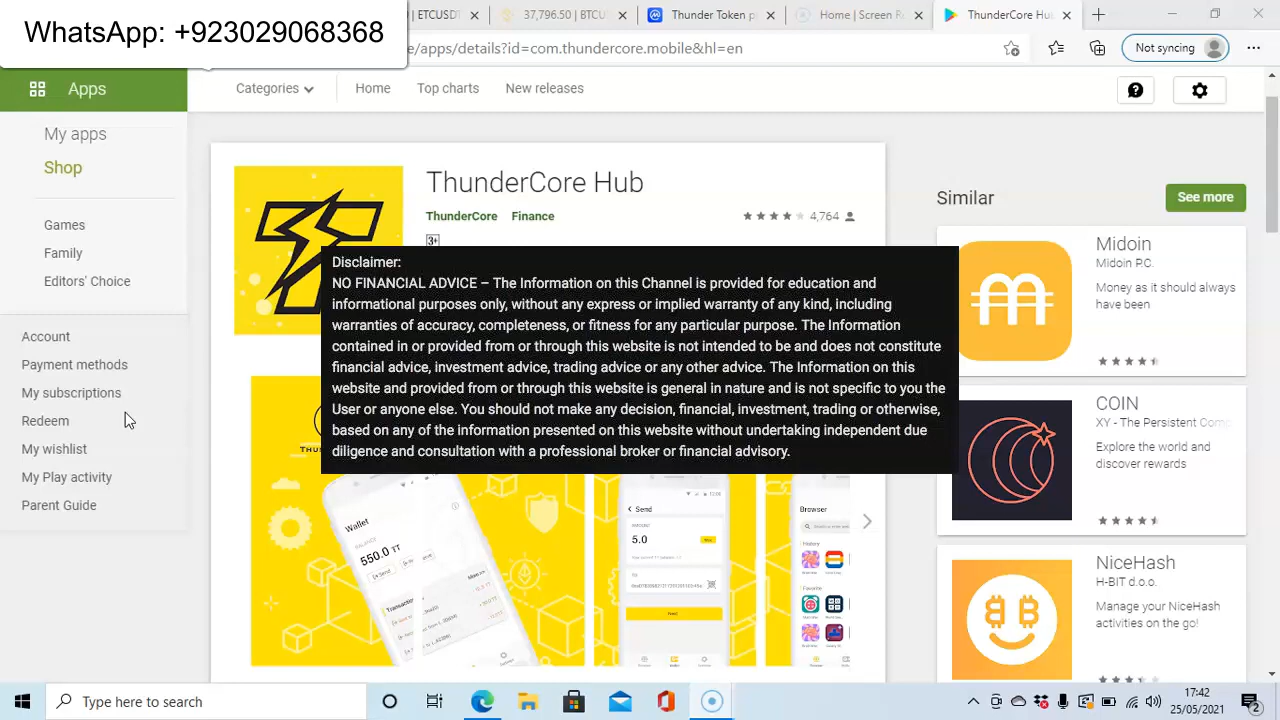 WhatsApp: +923029068368
ETCUSDT
37,796.50 | BTCU
Thunder Token p
Home | Screen R
ThunderCore Hub
e/apps/details?id=com.thundercore.mobile&hl=en
Not syncing
Apps
Categories
Home
Top charts
New releases
My apps
Shop
Games
Family
Editors' Choice
Account
Payment methods
My subscriptions
Redeem
My wishlist
My Play activity
Parent Guide
ThunderCore Hub
ThunderCore
Finance
4,764
3+
Disclaimer:
NO FINANCIAL ADVICE – The Information on this Channel is provided for education and
informational purposes only, without any express or implied warranty of any kind, including
warranties of accuracy, completeness, or fitness for any particular purpose. The Information
contained in or provided from or through this website is not intended to be and does not constitute
financial advice, investment advice, trading advice or any other advice. The Information on this
website and provided from or through this website is general in nature and is not specific to you the
User or anyone else. You should not make any decision, financial, investment, trading or otherwise,
based on any of the information presented on this website without undertaking independent due
diligence and consultation with a professional broker or financial advisory.
Wallet
550.0 TT
Transaction
Send
5.0
Browser
History
Favorite
Similar
See more
Midoin
Midoin P.C.
Money as it should always
have been
COIN
XY - The Persistent Com
Explore the world and
discover rewards
NiceHash
H-BIT d.o.o.
Manage your NiceHash
activities on the go!
Type here to search
17:42
25/05/2021
2